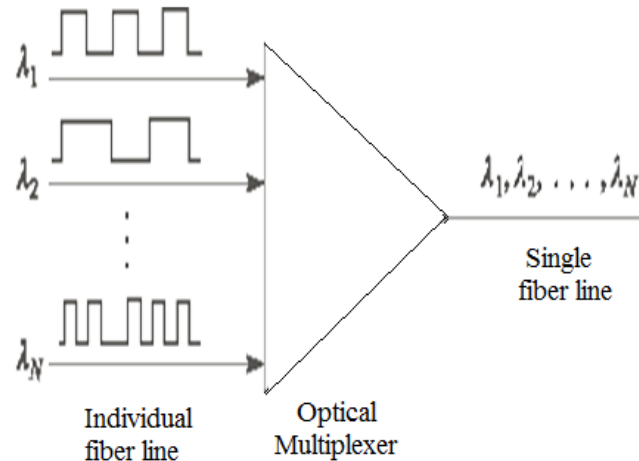 λ1
λ2
λ1, λ2, . . . , λN
Single
fiber line
λN
Individual
fiber line
Optical
Multiplexer